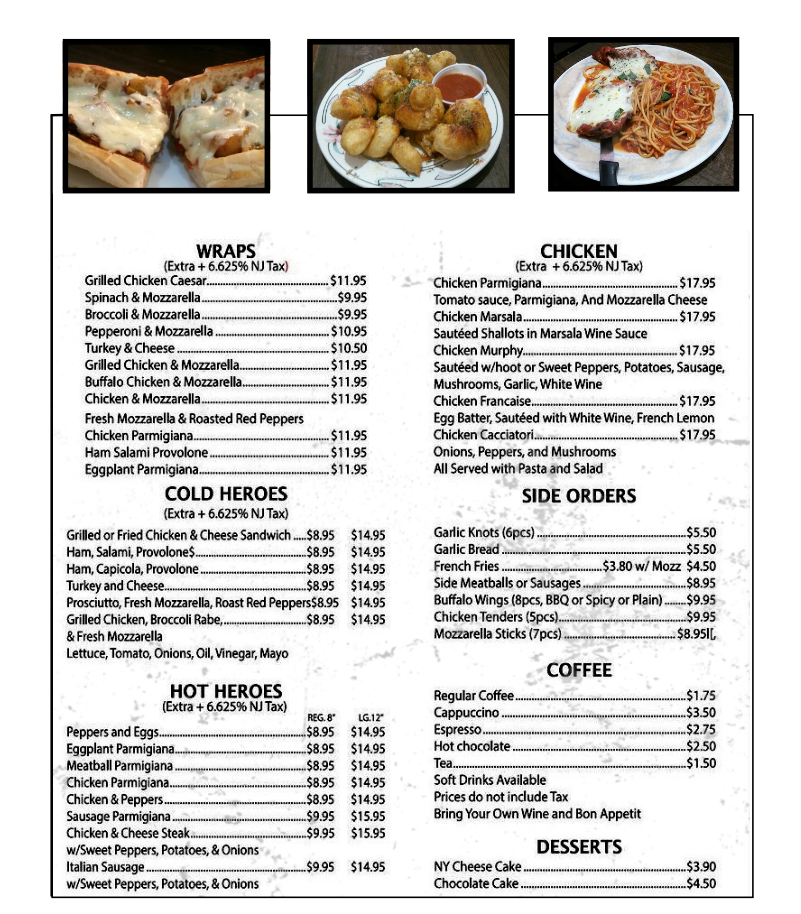 WRAPS
(Extra + 6.625% NJ Tax)
Grilled Chicken Caesar............$11.95
Spinach & Mozzarella............$9.95
Broccoli & Mozzarella............$9.95
Pepperoni & Mozzarella............$10.95
Turkey & Cheese............$10.50
Grilled Chicken & Mozzarella............$11.95
Buffalo Chicken & Mozzarella............$11.95
Chicken & Mozzarella............$11.95
Fresh Mozzarella & Roasted Red Peppers
Chicken Parmigiana............$11.95
Ham Salami Provolone............$11.95
Eggplant Parmigiana............$11.95
COLD HEROES
(Extra + 6.625% NJ Tax)
Grilled or Fried Chicken & Cheese Sandwich .....$8.95 $14.95
Ham, Salami, Provolone$............$8.95 $14.95
Ham, Capicola, Provolone............$8.95 $14.95
Turkey and Cheese............$8.95 $14.95
Prosciutto, Fresh Mozzarella, Roast Red Peppers$8.95 $14.95
Grilled Chicken, Broccoli Rabe,............$8.95 $14.95
& Fresh Mozzarella
Lettuce, Tomato, Onions, Oil, Vinegar, Mayo
HOT HEROES
(Extra + 6.625% NJ Tax)
REG. 8" LG.12"
Peppers and Eggs............$8.95 $14.95
Eggplant Parmigiana............$8.95 $14.95
Meatball Parmigiana............$8.95 $14.95
Chicken Parmigiana............$8.95 $14.95
Chicken & Peppers............$8.95 $14.95
Sausage Parmigiana............$9.95 $15.95
Chicken & Cheese Steak............$9.95 $15.95
w/Sweet Peppers, Potatoes, & Onions
Italian Sausage............$9.95 $14.95
w/Sweet Peppers, Potatoes, & Onions
CHICKEN
(Extra + 6.625% NJ Tax)
Chicken Parmigiana............$17.95
Tomato sauce, Parmigiana, And Mozzarella Cheese
Chicken Marsala............$17.95
Sautéed Shallots in Marsala Wine Sauce
Chicken Murphy............$17.95
Sautéed w/hoot or Sweet Peppers, Potatoes, Sausage,
Mushrooms, Garlic, White Wine
Chicken Francaise............$17.95
Egg Batter, Sautéed with White Wine, French Lemon
Chicken Cacciatori............$17.95
Onions, Peppers, and Mushrooms
All Served with Pasta and Salad
SIDE ORDERS
Garlic Knots (6pcs)............$5.50
Garlic Bread............$5.50
French Fries............$3.80 w/ Mozz $4.50
Side Meatballs or Sausages............$8.95
Buffalo Wings (8pcs, BBQ or Spicy or Plain) .......$9.95
Chicken Tenders (5pcs)............$9.95
Mozzarella Sticks (7pcs)............$8.95l[,
COFFEE
Regular Coffee............$1.75
Cappuccino............$3.50
Espresso............$2.75
Hot chocolate............$2.50
Tea............$1.50
Soft Drinks Available
Prices do not include Tax
Bring Your Own Wine and Bon Appetit
DESSERTS
NY Cheese Cake............$3.90
Chocolate Cake............$4.50